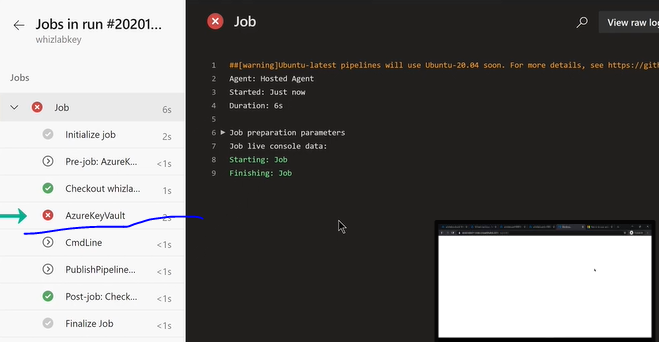 Jobs in run #20201...
whizlabkey
Jobs
Job
6s
Initialize job
2s
Pre-job: AzureK...
<1s
Checkout whizla...
1s
AzureKeyVault
2s
CmdLine
<1s
PublishPipeline...
<1s
Post-job: Check...
<1s
Finalize Job
<1s
Job
View raw lo
1 ##[warning]Ubuntu-latest pipelines will use Ubuntu-20.04 soon. For more details, see https://git
2 Agent: Hosted Agent
3 Started: Just now
4 Duration: 6s
5
6 Job preparation parameters
7 Job live console data:
8 Starting: Job
9 Finishing: Job